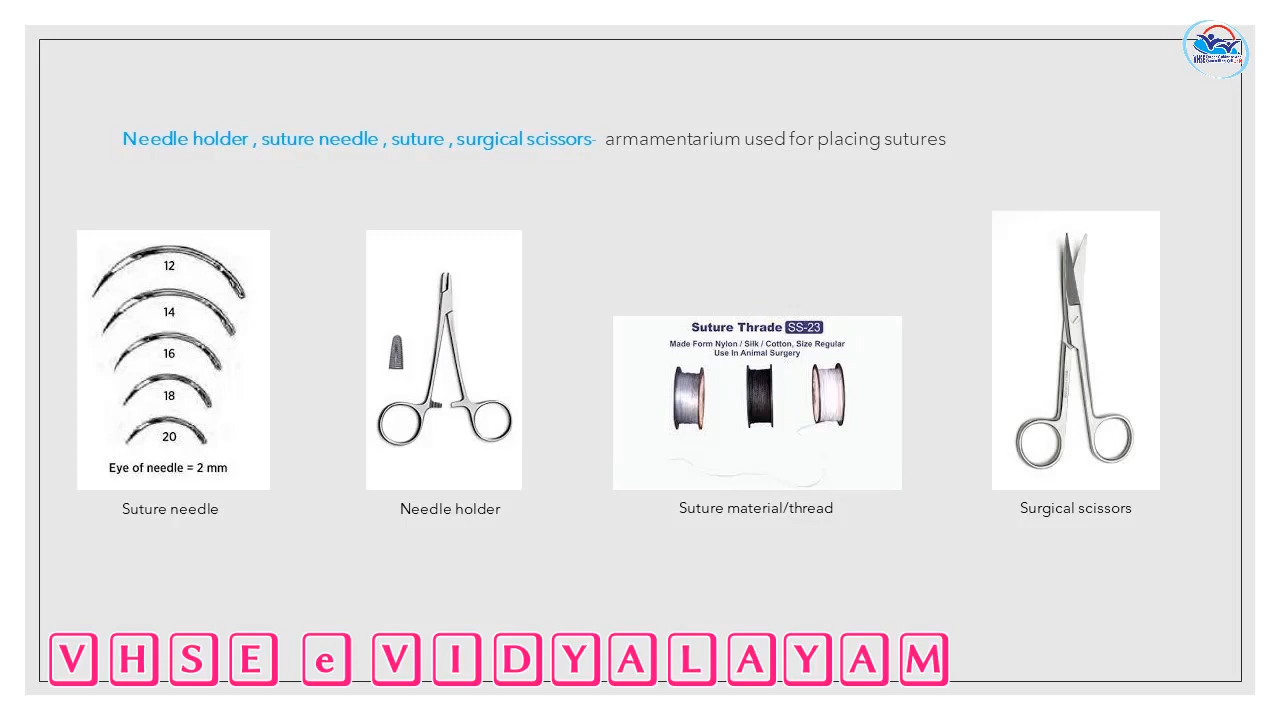 Needle holder , suture needle , suture , surgical scissors- armamentarium used for placing sutures
12
14
16
18
20
Eye of needle = 2 mm
Suture needle
Needle holder
Suture Thrade SS-23
Made Form Nylon / Silk / Cotton, Size Regular
Use In Animal Surgery
Suture material/thread
Surgical scissors
VHSE e VIDYALAYAM